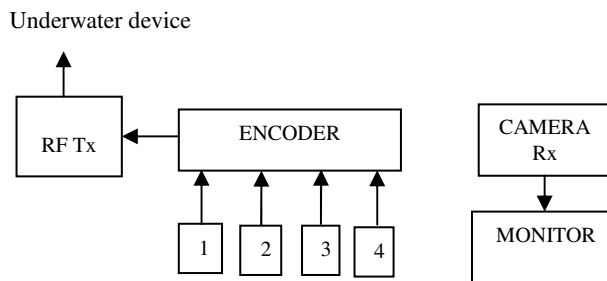 Underwater device
RF Tx
ENCODER
CAMERA
Rx
1
2
3
4
MONITOR